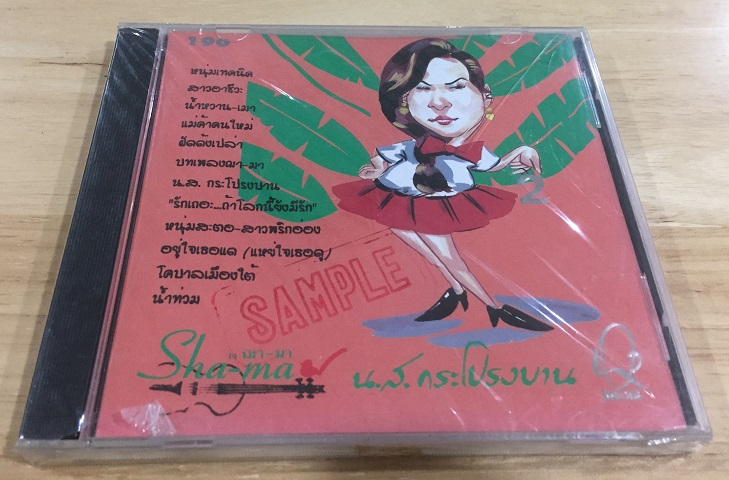 190
หนุ่มเทคนิค
สาวอาชีวะ
น้ำหวาน-เมา
แม่ค้าคนใหม่
ผัดดั้งเปล่า
บทเพลงฌา-มา
น.ส. กระโปรงบาน
"รักเถอะ...ถ้าโลกนี้ยังมีรัก"
หนุ่มสะตอ-สาวพริกอ่อง
อยู่ใจเธอแด (แหย่ใจเธอดู)
โคบาลเมืองใต้
น้ำท่วม
2
SAMPLE
ฌา-มา
Sha-ma
น.ส. กระโปรงบาน